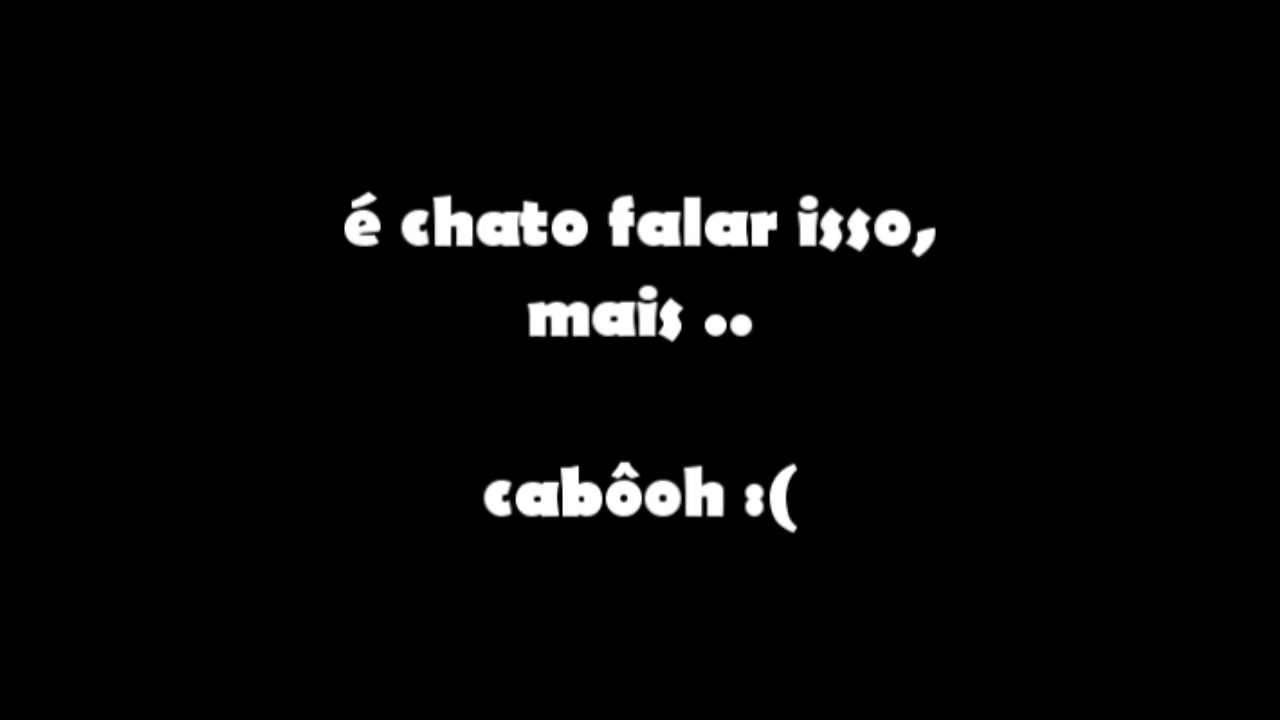 é chato falar isso,
mais ..
cabôoh :(